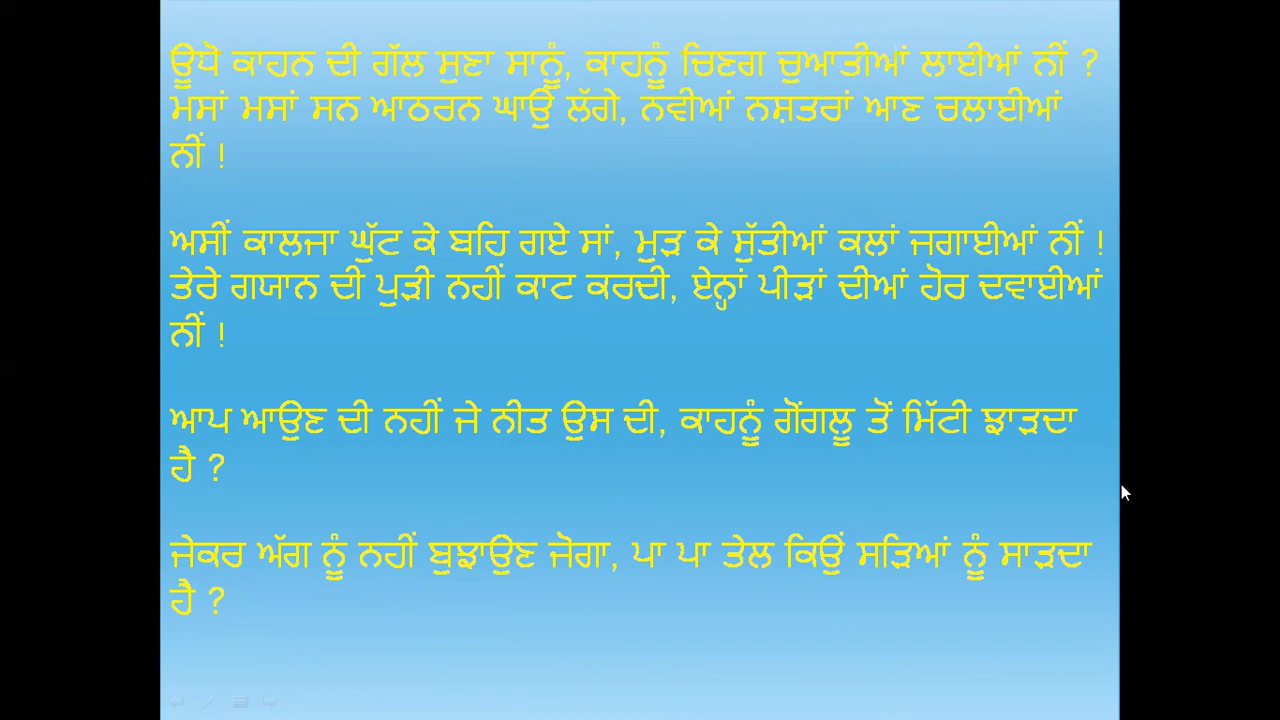 ਊਧੋ ਕਾਹਨ ਦੀ ਗੱਲ ਸੁਣਾ ਸਾਨੂੰ, ਕਾਹਨੂੰ ਚਿਣਗ ਚੁਆਤੀਆਂ ਲਾਈਆਂ ਨੀਂ ?
ਮਸਾਂ ਮਸਾਂ ਸਨ ਆਠਰਨ ਘਾਉਂ ਲੱਗੇ, ਨਵੀਆਂ ਨਸ਼ਤਰਾਂ ਆਣ ਚਲਾਈਆਂ
ਨੀਂ !
ਅਸੀਂ ਕਾਲਜਾ ਘੁੱਟ ਕੇ ਬਹਿ ਗਏ ਸਾਂ, ਮੁੜ ਕੇ ਸੁੱਤੀਆਂ ਕਲਾਂ ਜਗਾਈਆਂ ਨੀਂ !
ਤੇਰੇ ਗਯਾਨ ਦੀ ਪੁੜੀ ਨਹੀਂ ਕਾਟ ਕਰਦੀ, ਏਨ੍ਹਾਂ ਪੀੜਾਂ ਦੀਆਂ ਹੋਰ ਦਵਾਈਆਂ
ਨੀਂ !
ਆਪ ਆਉਣ ਦੀ ਨਹੀਂ ਜੇ ਨੀਤ ਉਸ ਦੀ, ਕਾਹਨੂੰ ਗੋਂਗਲੂ ਤੋਂ ਮਿੱਟੀ ਝਾੜਦਾ
ਹੈ ?
ਜੇਕਰ ਅੱਗ ਨੂੰ ਨਹੀਂ ਬੁਝਾਉਣ ਜੋਗਾ, ਪਾ ਪਾ ਤੇਲ ਕਿਉਂ ਸੜਿਆਂ ਨੂੰ ਸਾੜਦਾ
ਹੈ ?